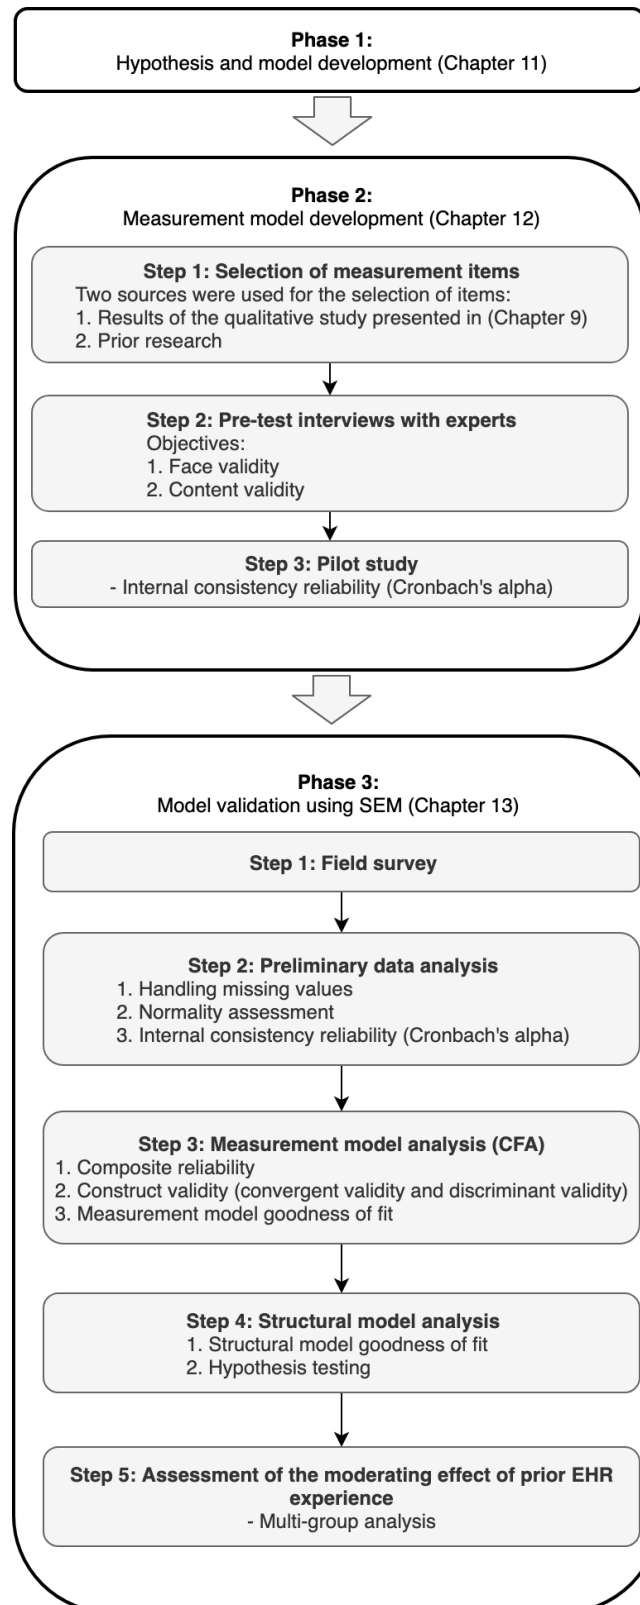 Phase 1:
Hypothesis and model development (Chapter 11)
Phase 2:
Measurement model development (Chapter 12)
Step 1: Selection of measurement items
Two sources were used for the selection of items:
1. Results of the qualitative study presented in (Chapter 9)
2. Prior research
Step 2: Pre-test interviews with experts
Objectives:
1. Face validity
2. Content validity
Step 3: Pilot study
- Internal consistency reliability (Cronbach's alpha)
Phase 3:
Model validation using SEM (Chapter 13)
Step 1: Field survey
Step 2: Preliminary data analysis
1. Handling missing values
2. Normality assessment
3. Internal consistency reliability (Cronbach's alpha)
Step 3: Measurement model analysis (CFA)
1. Composite reliability
2. Construct validity (convergent validity and discriminant validity)
3. Measurement model goodness of fit
Step 4: Structural model analysis
1. Structural model goodness of fit
2. Hypothesis testing
Step 5: Assessment of the moderating effect of prior EHR
experience
- Multi-group analysis